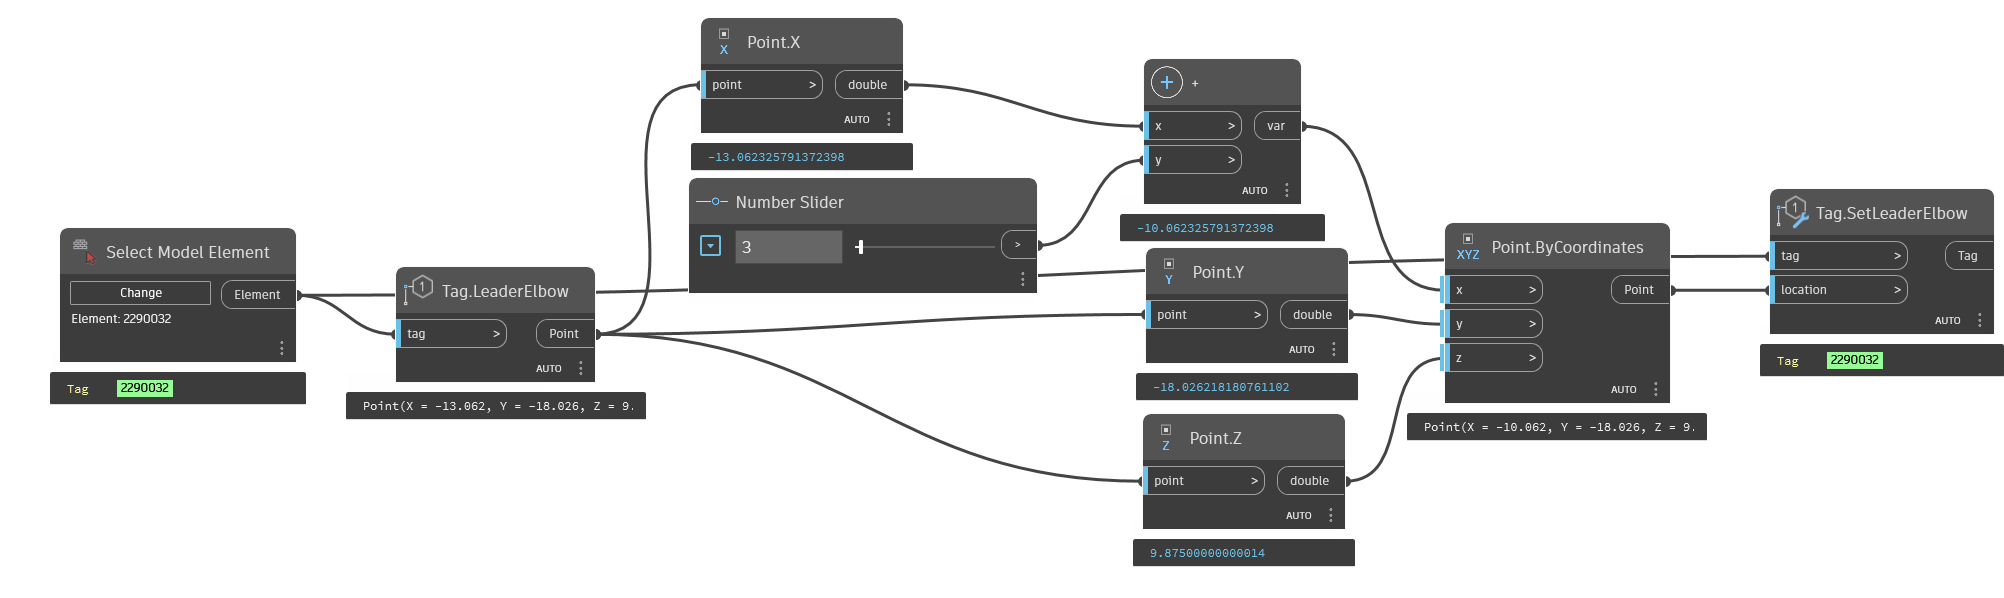 Select Model Element
Change
Element
Element: 2290032
Tag 2290032
Tag.LeaderElbow
tag >
Point
AUTO
Point(X = -13.062, Y = -18.026, Z = 9.
X
Point.X
point >
double
AUTO
-13.062325791372398
Number Slider
3
>
+
x >
var
y >
AUTO
-10.062325791372398
Y
Point.Y
point >
double
AUTO
-18.026218180761102
Z
Point.Z
point >
double
AUTO
9.87500000000014
XYZ
Point.ByCoordinates
x >
Point
y >
z >
AUTO
Point(X = -10.062, Y = -18.026, Z = 9.
Tag.SetLeaderElbow
tag >
Tag
location >
AUTO
Tag 2290032